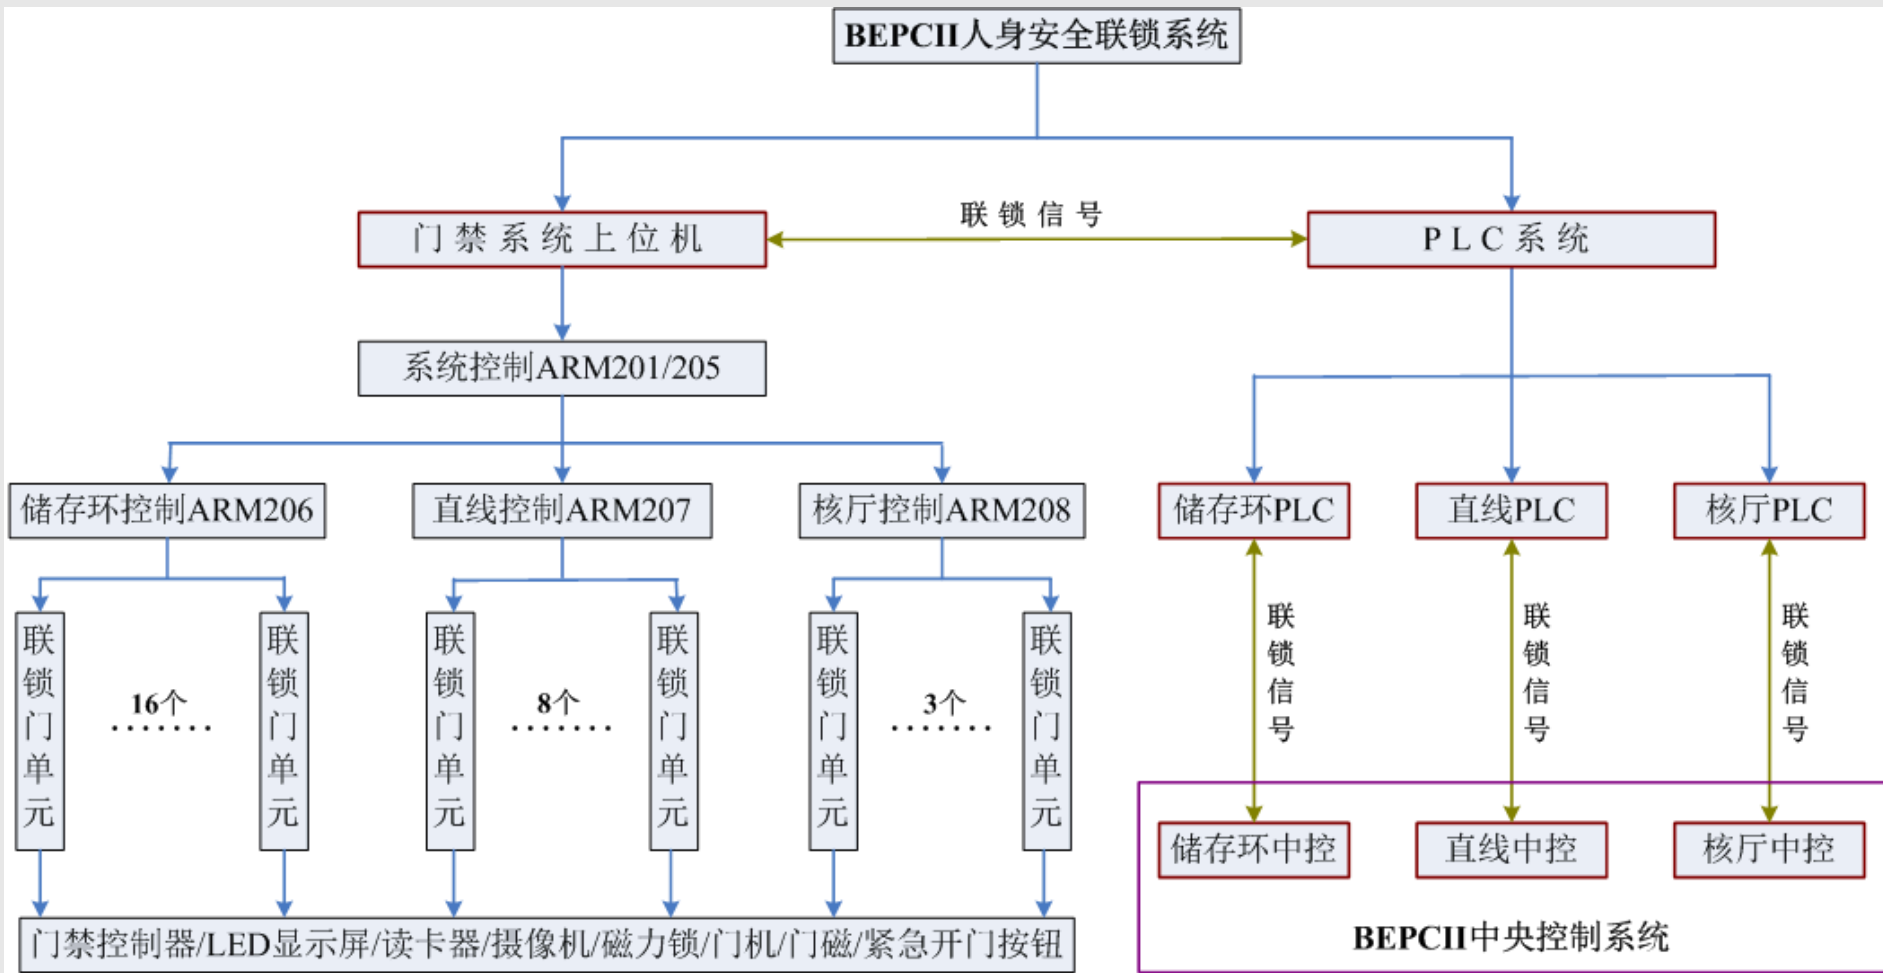 BEPCII人身安全联锁系统
联锁信号
门禁系统上位机
PLC系统
系统控制ARM201/205
储存环控制ARM206
直线控制ARM207
核厅控制ARM208
储存环PLC
直线PLC
核厅PLC
联锁门单元
16个
·······
联锁门单元
联锁门单元
8个
·······
联锁门单元
联锁门单元
3个
·······
联锁门单元
联锁信号
联锁信号
联锁信号
储存环中控
直线中控
核厅中控
门禁控制器/LED显示屏/读卡器/摄像机/磁力锁/门机/门磁/紧急开门按钮
BEPCII中央控制系统